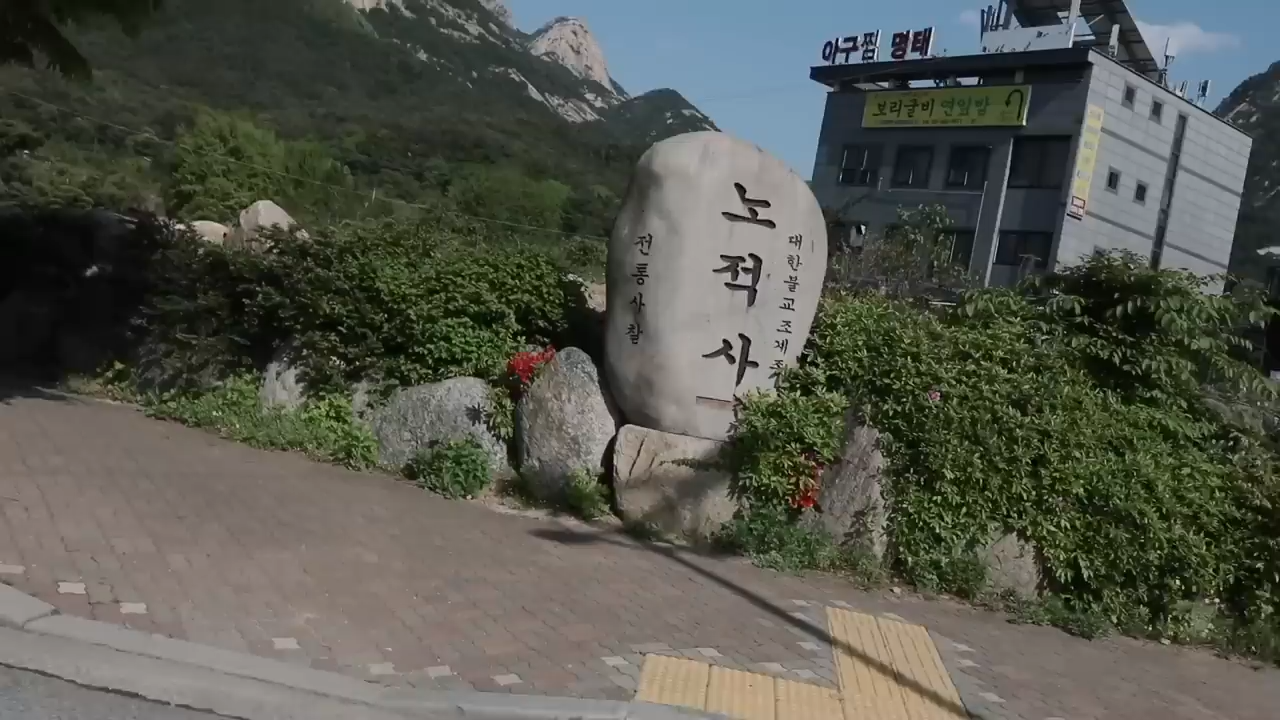 아구찜 명태
보리굴비 연잎밥
대한불교조계종
노적사
전통사찰